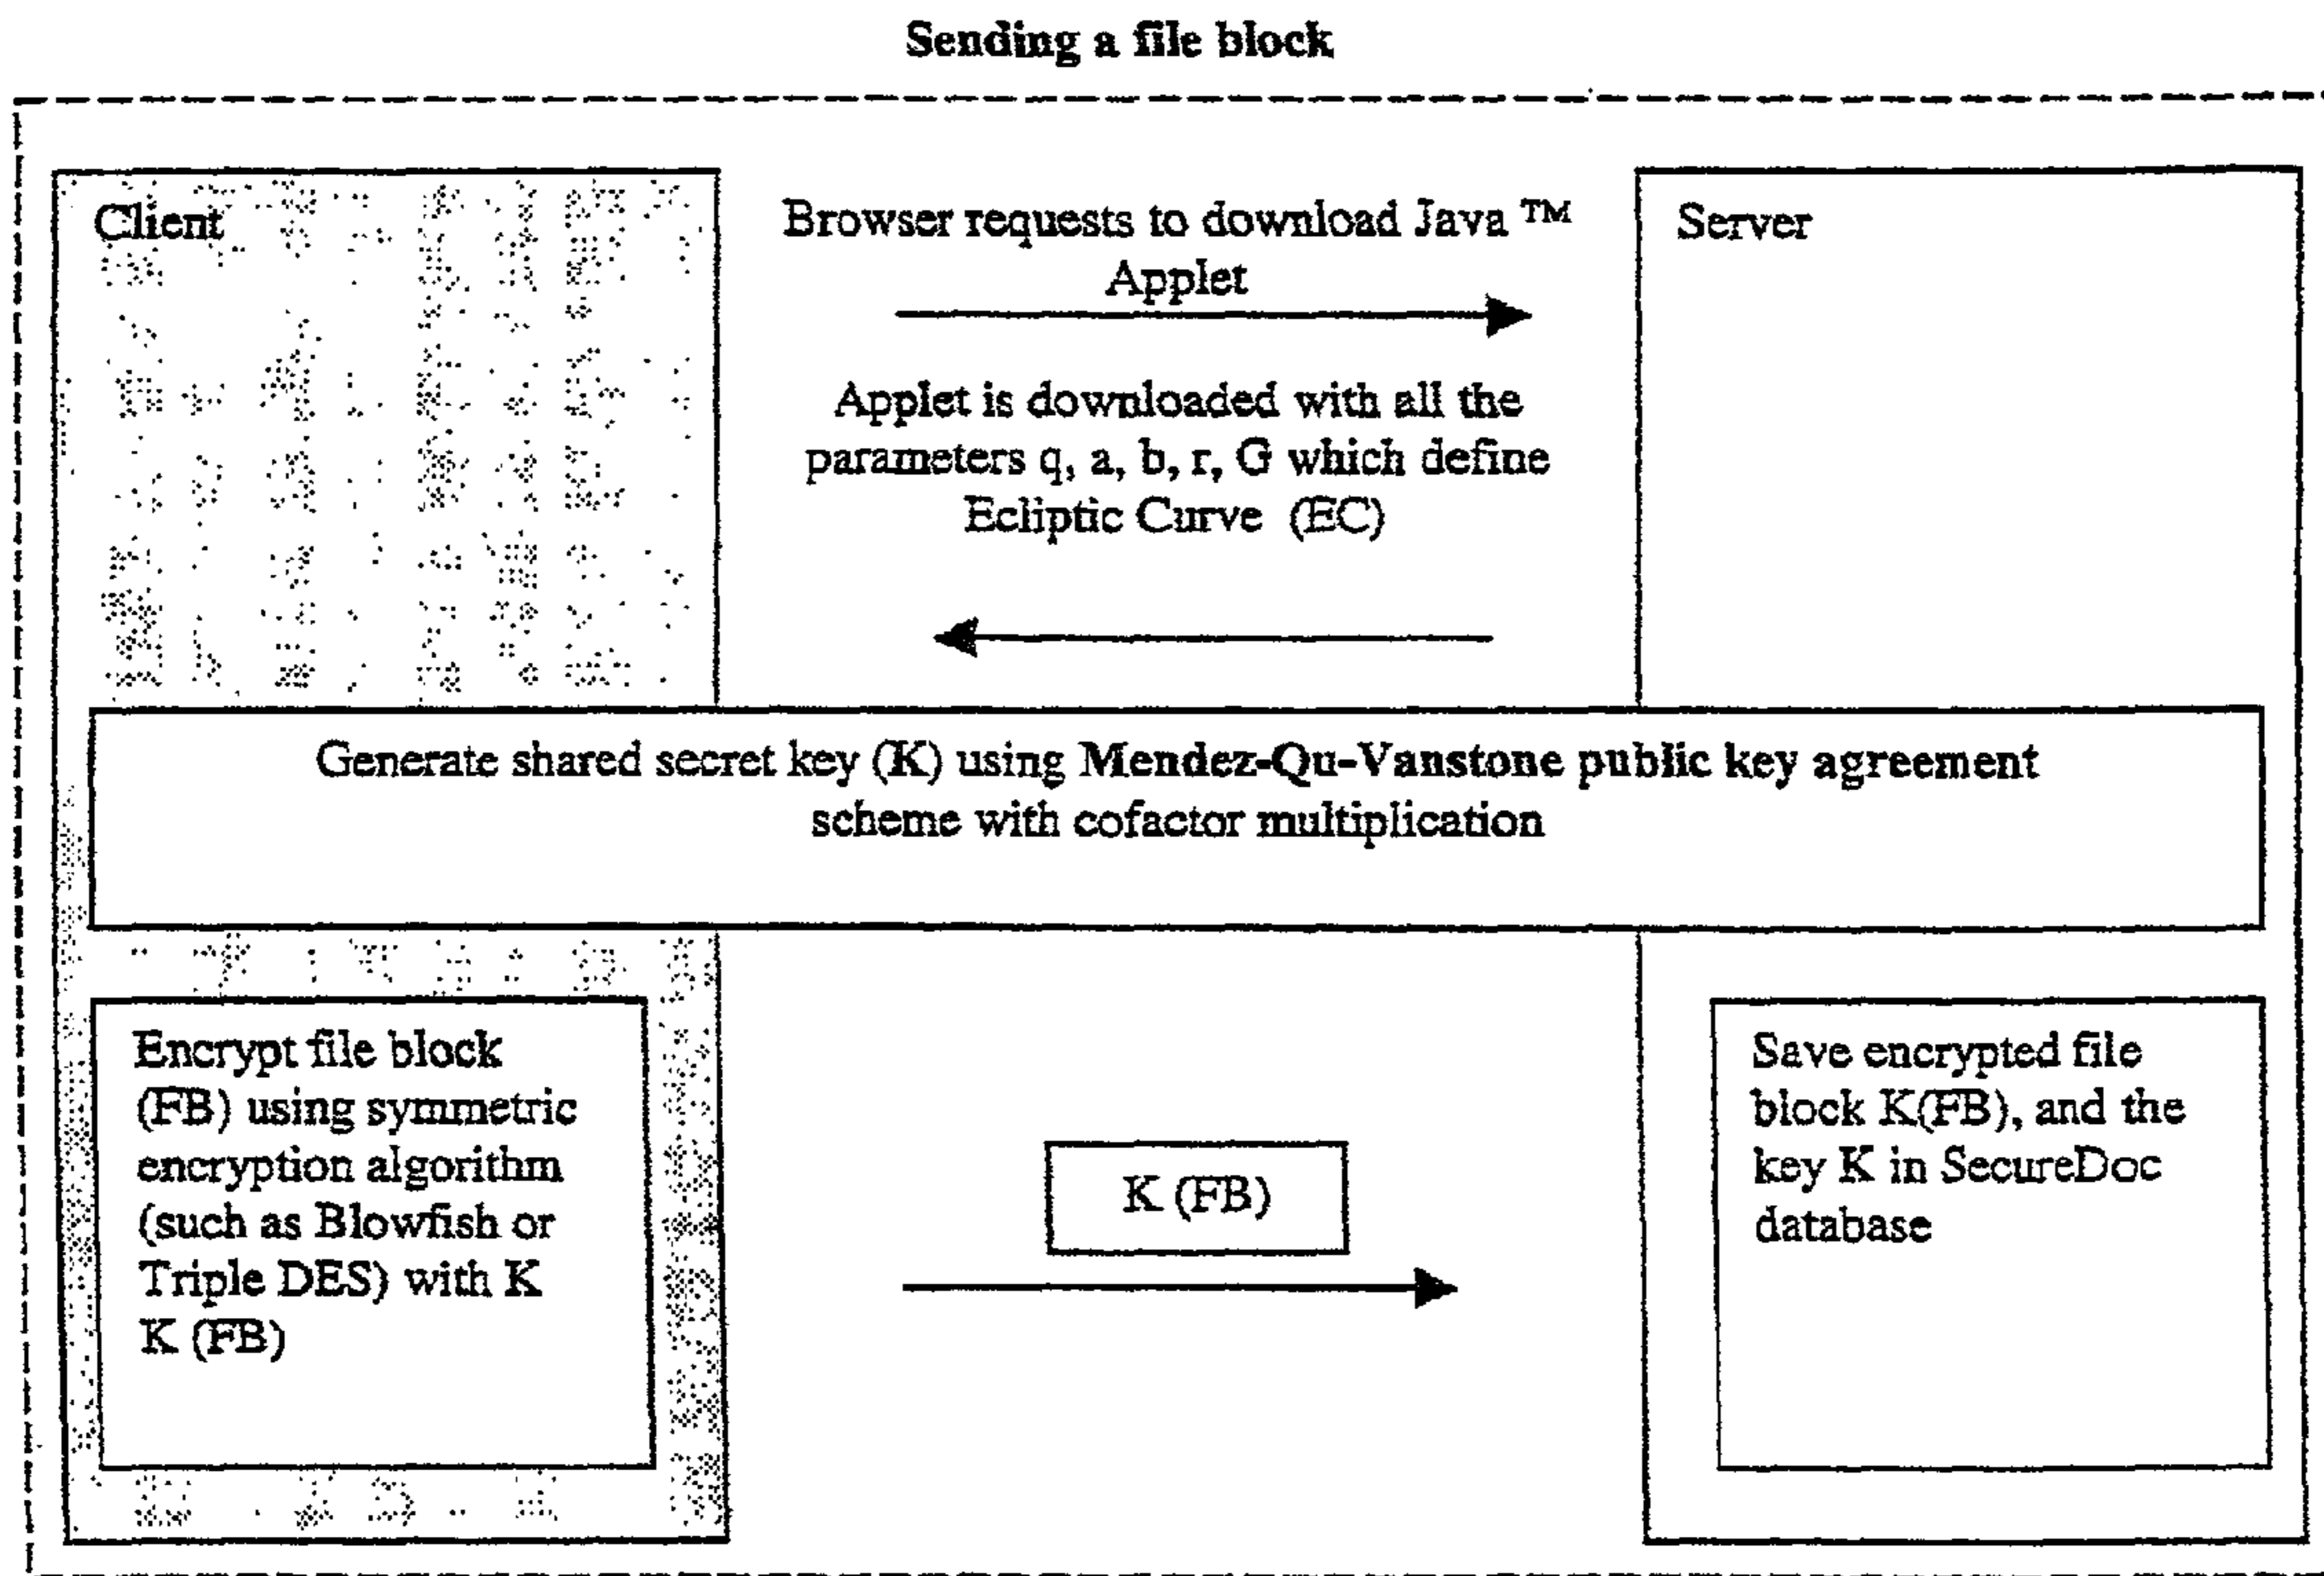 Sending a file block
Client
Browser requests to download Java ™
Applet
Server
Applet is downloaded with all the
parameters q, a, b, r, G which define
Ecliptic Curve (EC)
Generate shared secret key (K) using Mendez-Qu-Vanstone public key agreement
scheme with cofactor multiplication
Encrypt file block
(FB) using symmetric
encryption algorithm
(such as Blowfish or
Triple DES) with K
K (FB)
K (FB)
Save encrypted file
block K(FB), and the
key K in SecureDoc
database